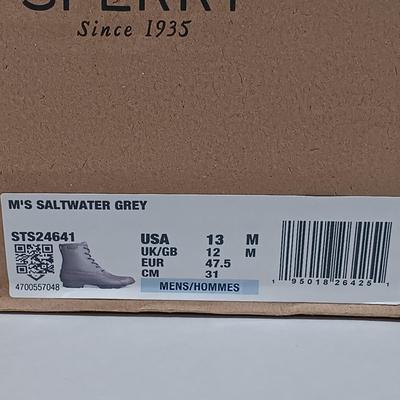 SPERRY
Since 1935
M'S SALTWATER GREY
STS24641
4700557048
USA 13 M
UK/GB 12 M
EUR 47.5
CM 31
MENS/HOMMES
1 95018 26425 1